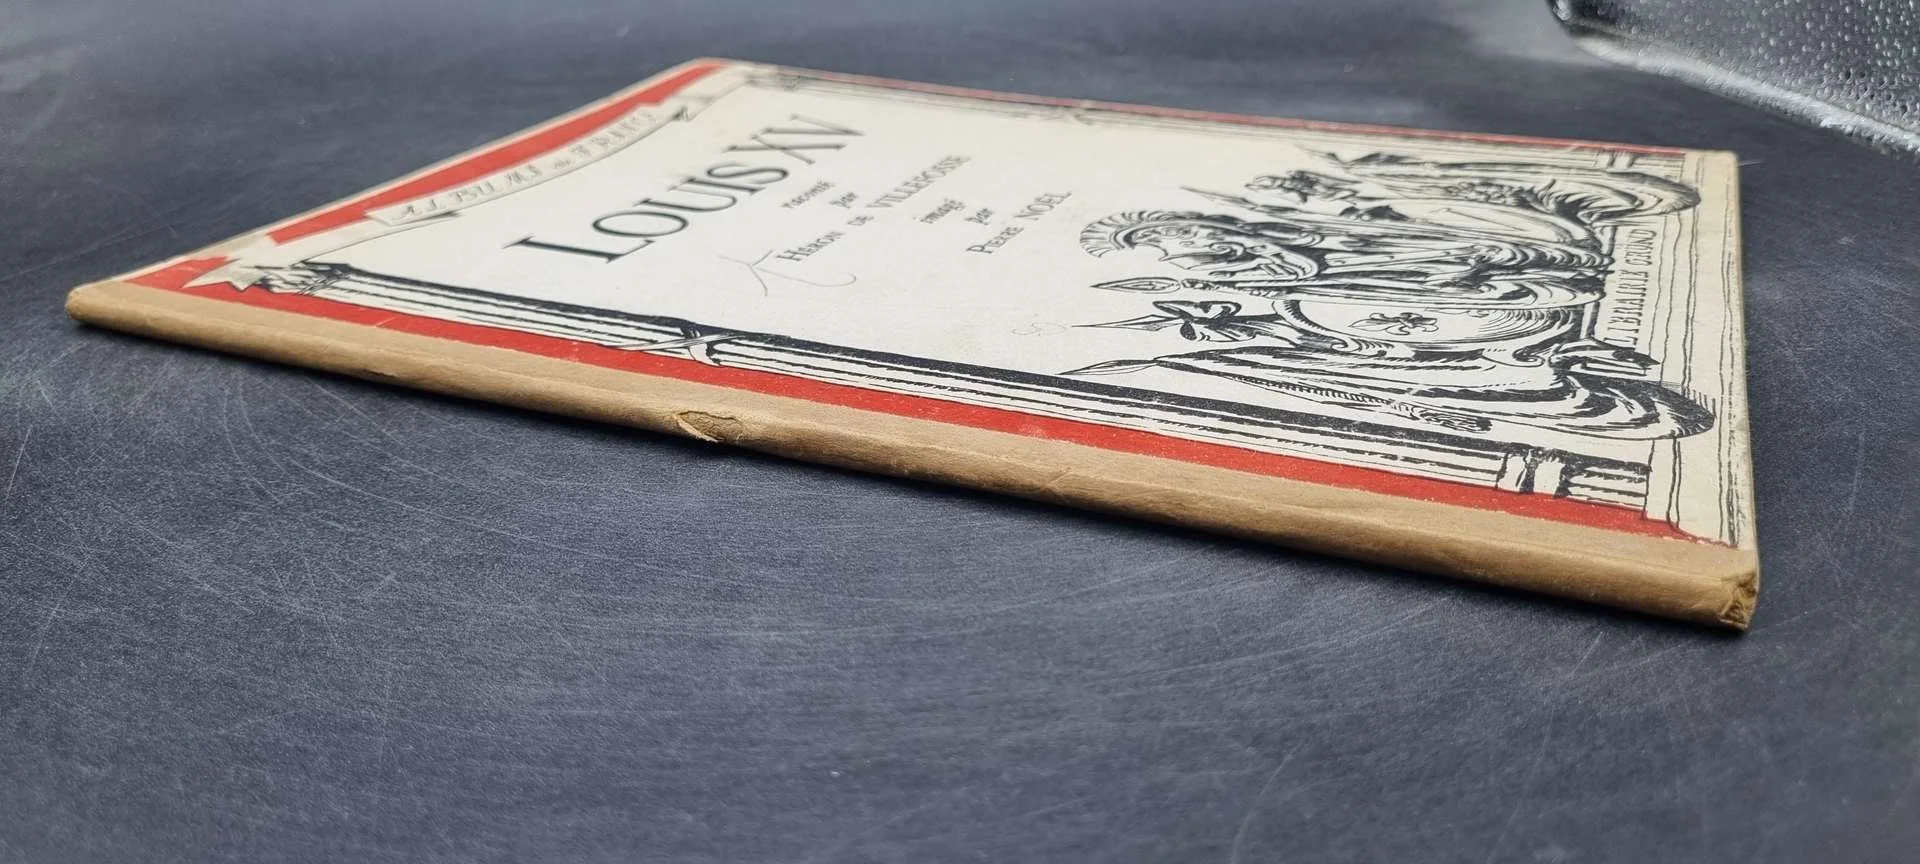 ALBUMS de FRANCE
LOUIS XV
raconté
par
HÉRON DE VILLEFOSSE
imagé
par
PIERRE NOËL
LIBRAIRIE GRÜND